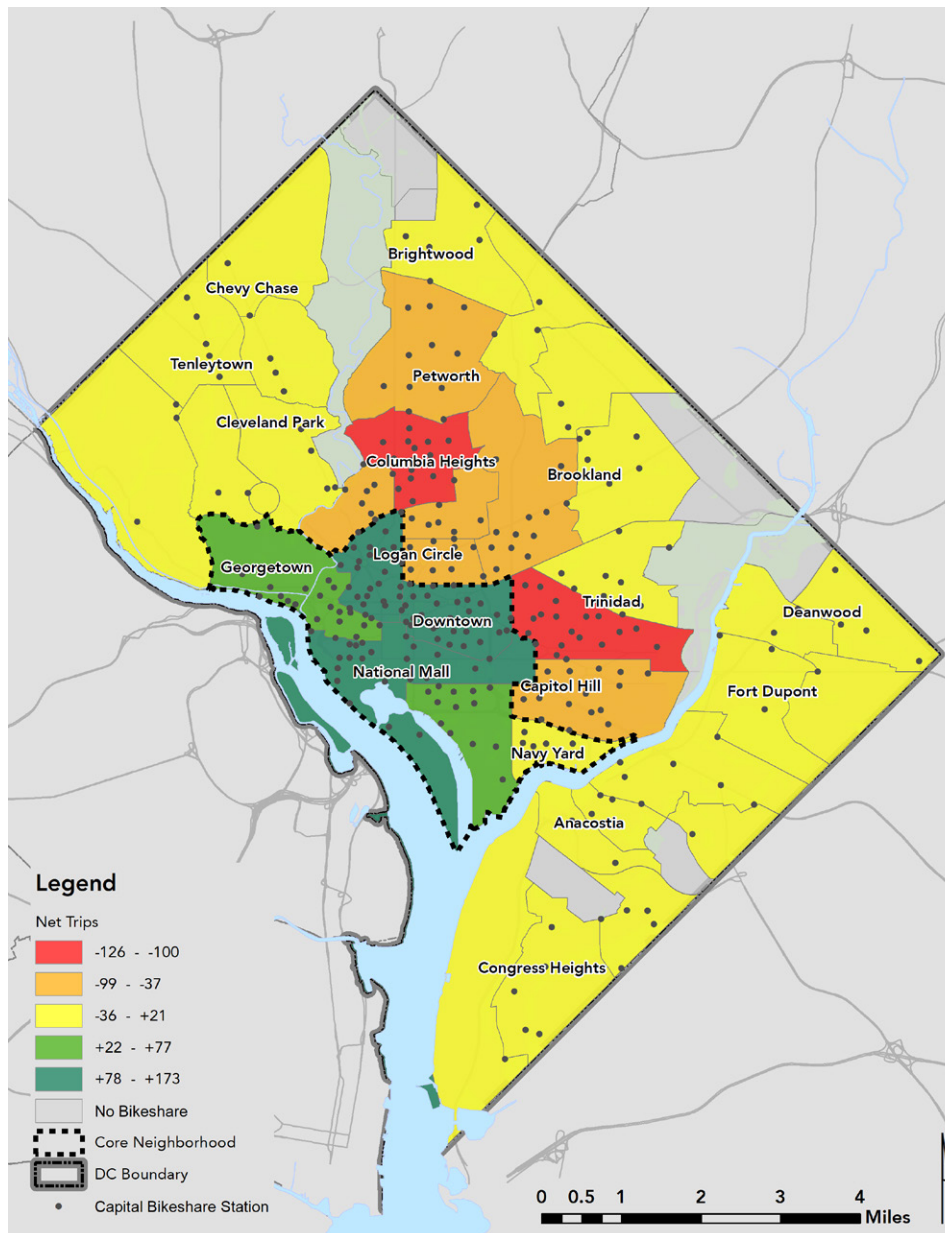 Brightwood
Chevy Chase
Tenleytown
Petworth
Cleveland Park
Columbia Heights
Brookland
Logan Circle
Georgetown
Trinidad
Deanwood
Downtown
National Mall
Capitol Hill
Fort Dupont
Navy Yard
Anacostia
Congress Heights
Legend
Net Trips
-126 - -100
-99 - -37
-36 - +21
+22 - +77
+78 - +173
No Bikeshare
Core Neighborhood
DC Boundary
Capital Bikeshare Station
0 0.5 1 2 3 4
Miles